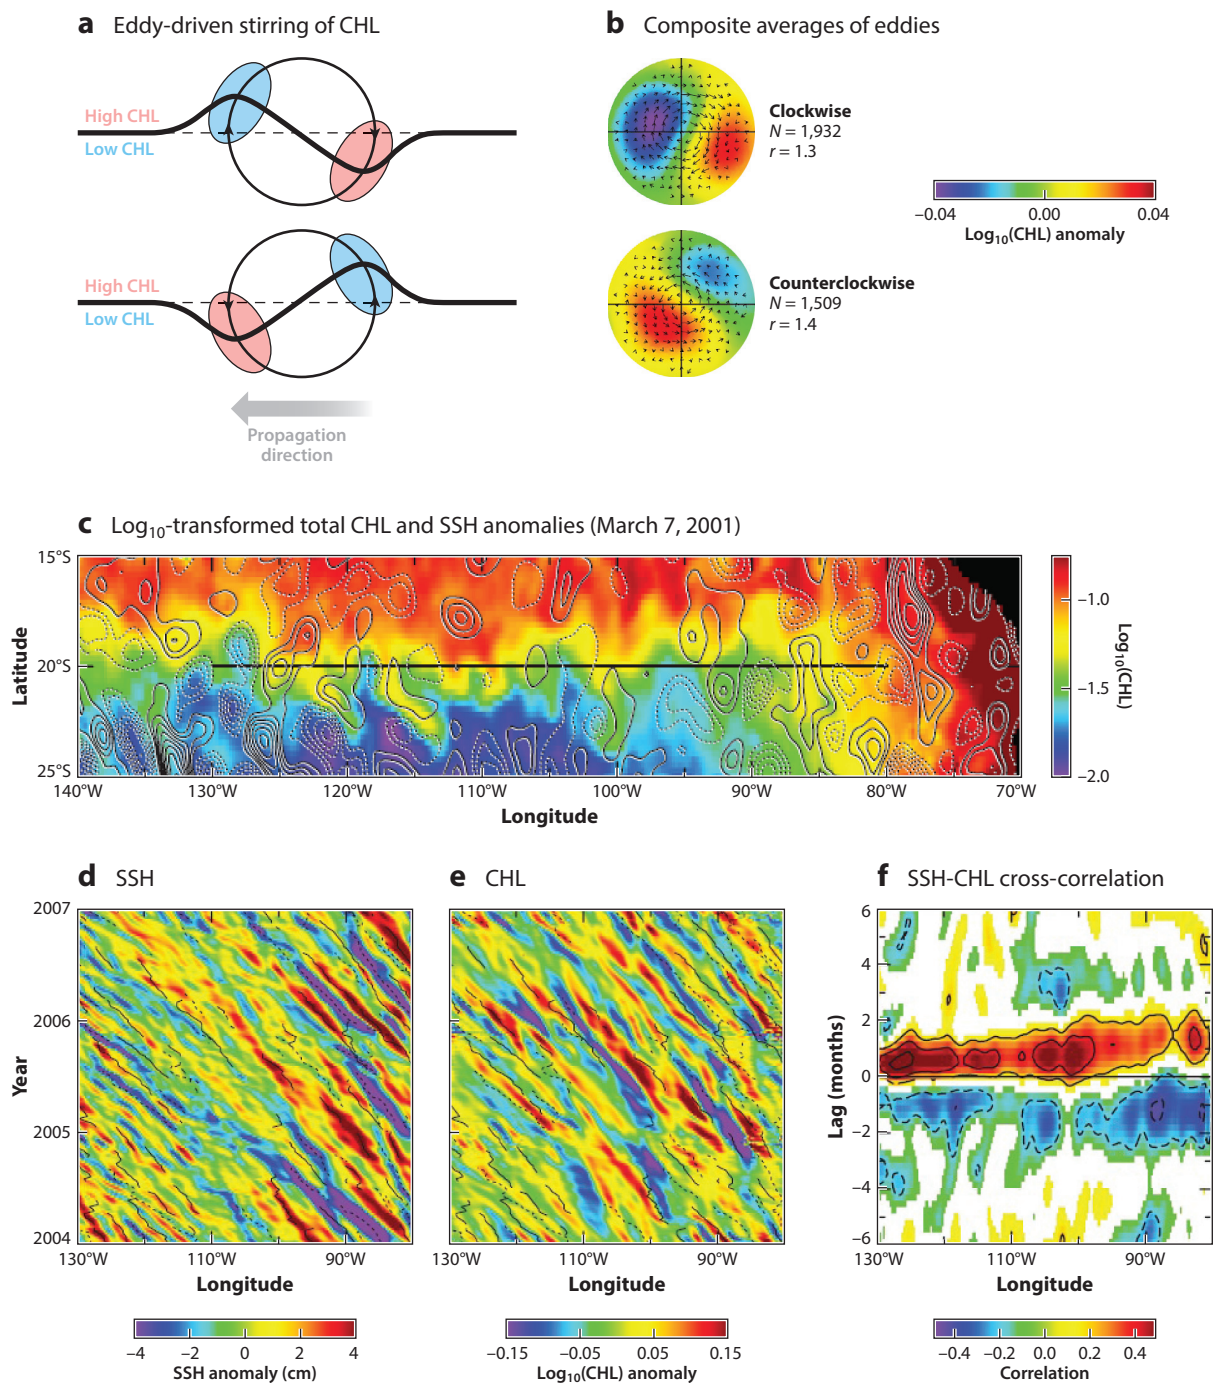 a Eddy-driven stirring of CHL
High CHL
Low CHL
High CHL
Low CHL
Propagation
direction
b Composite averages of eddies
Clockwise
N = 1,932
r = 1.3
Counterclockwise
N = 1,509
r = 1.4
−0.04 0.00 0.04
Log10(CHL) anomaly
c Log10-transformed total CHL and SSH anomalies (March 7, 2001)
Latitude
15°S
20°S
25°S
140°W 130°W 120°W 110°W 100°W 90°W 80°W 70°W
Longitude
−1.0
−1.5
−2.0
Log10(CHL)
d SSH
Year
2007
2006
2005
2004
130°W 110°W 90°W
Longitude
−4 −2 0 2 4
SSH anomaly (cm)
e CHL
130°W 110°W 90°W
Longitude
−0.15 −0.05 0.05 0.15
Log10(CHL) anomaly
f SSH-CHL cross-correlation
Lag (months)
6
4
2
0
−2
−4
−6
130°W 110°W 90°W
Longitude
−0.4 −0.2 0.0 0.2 0.4
Correlation